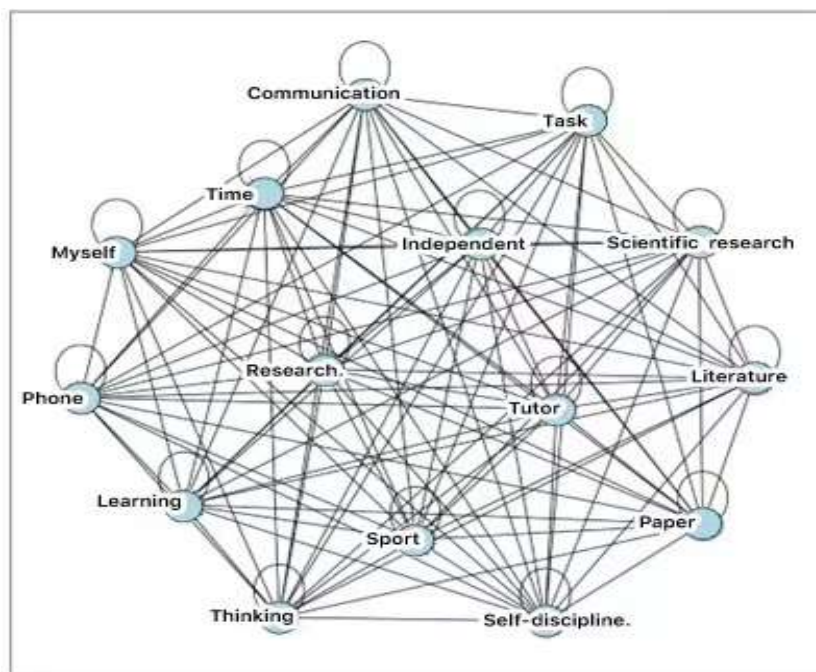 Communication
Task
Time
Independent
Scientific research
Myself
Research.
Literature
Phone
Tutor
Learning
Paper
Sport
Thinking
Self-discipline.